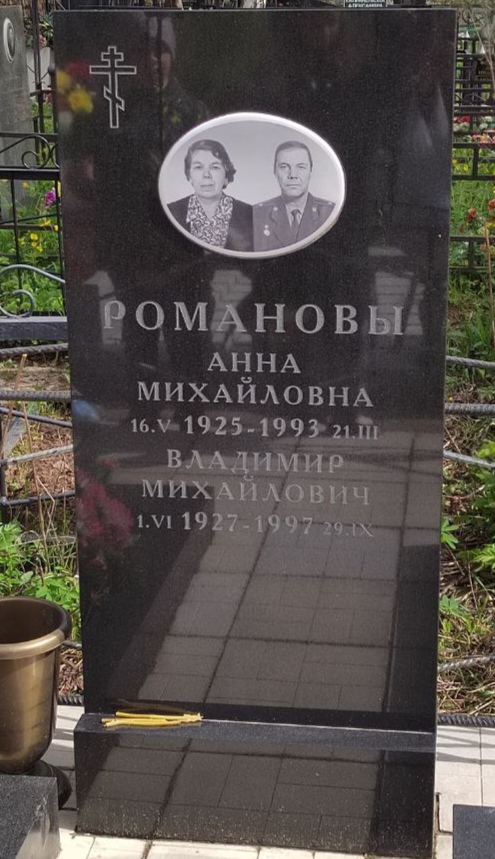 РОМАНОВЫ
АННА
МИХАЙЛОВНА
16.V 1925-1993 21.III
ВЛАДИМИР
МИХАЙЛОВИЧ
1.VI 1927-1997 29.IX